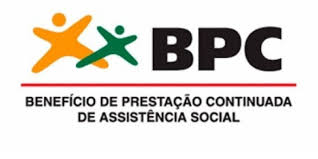 BPC
BENEFÍCIO DE PRESTAÇÃO CONTINUADA
DE ASSISTÊNCIA SOCIAL